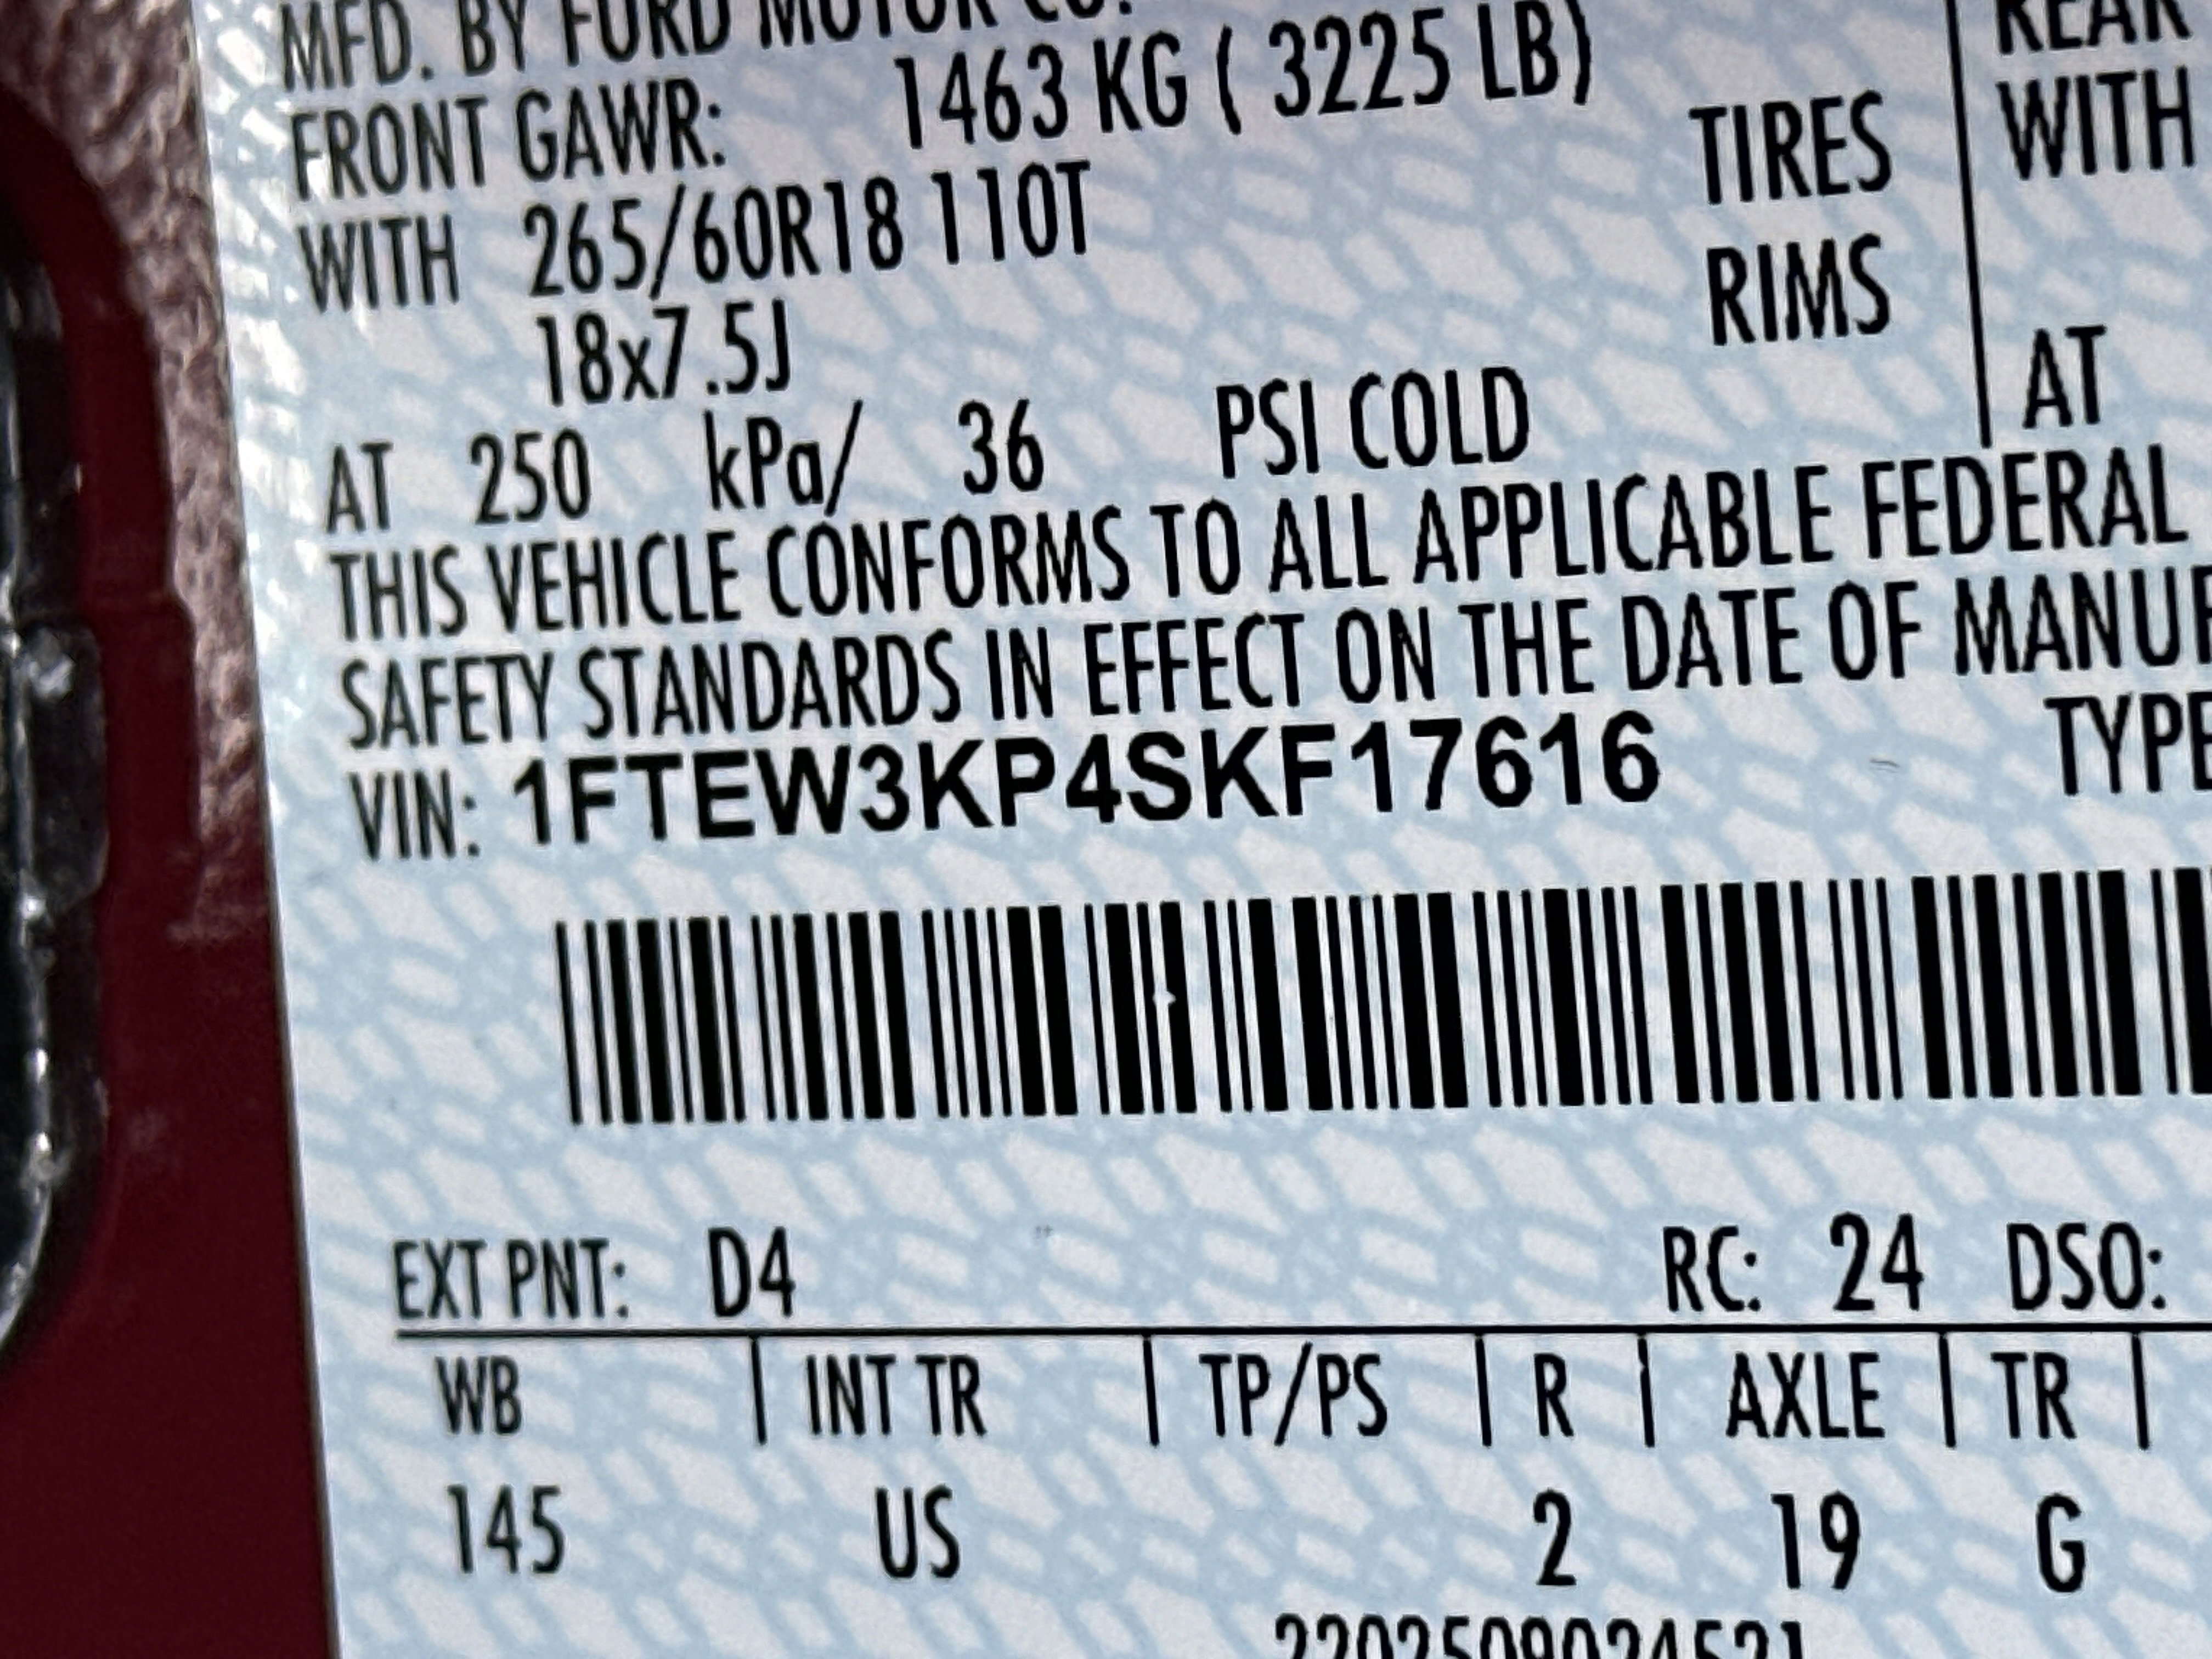 MFD. BY FORD MOTOR CO.
FRONT GAWR: 1463 KG ( 3225 LB)
WITH 265/60R18 110T TIRES
18x7.5J RIMS
AT 250 kPa/ 36 PSI COLD
REAR
WITH
AT
THIS VEHICLE CONFORMS TO ALL APPLICABLE FEDERAL
SAFETY STANDARDS IN EFFECT ON THE DATE OF MANUF
VIN: 1FTEW3KP4SKF17616 TYPE
EXT PNT: D4 RC: 24 DSO:
WB | INT TR | TP/PS | R | AXLE | TR |
145 US 2 19 G